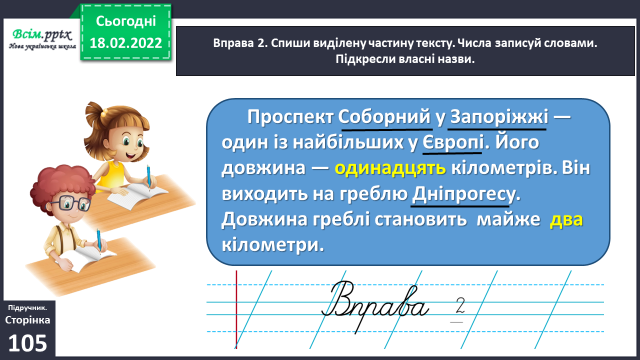 Всім.pptx
Нова українська школа
Сьогодні
18.02.2022
Вправа 2. Спиши виділену частину тексту. Числа записуй словами.
Підкресли власні назви.
Проспект Соборний у Запоріжжі —
один із найбільших у Європі. Його
довжина — одинадцять кілометрів. Він
виходить на греблю Дніпрогесу.
Довжина греблі становить майже два
кілометри.
Вправа 2
Підручник.
Сторінка
105